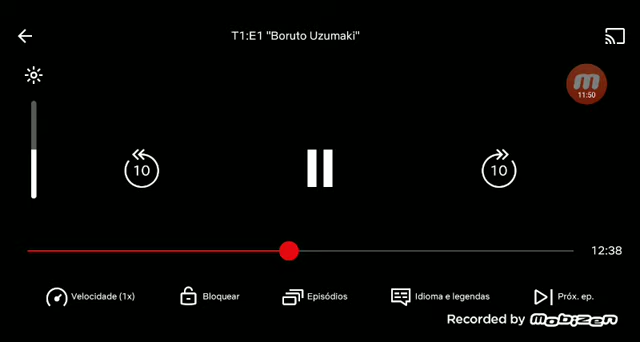 T1:E1 "Boruto Uzumaki"
11:50
10
10
12:38
Velocidade (1x)
Bloquear
Episódios
Idioma e legendas
Próx. ep.
Recorded by Mobizen